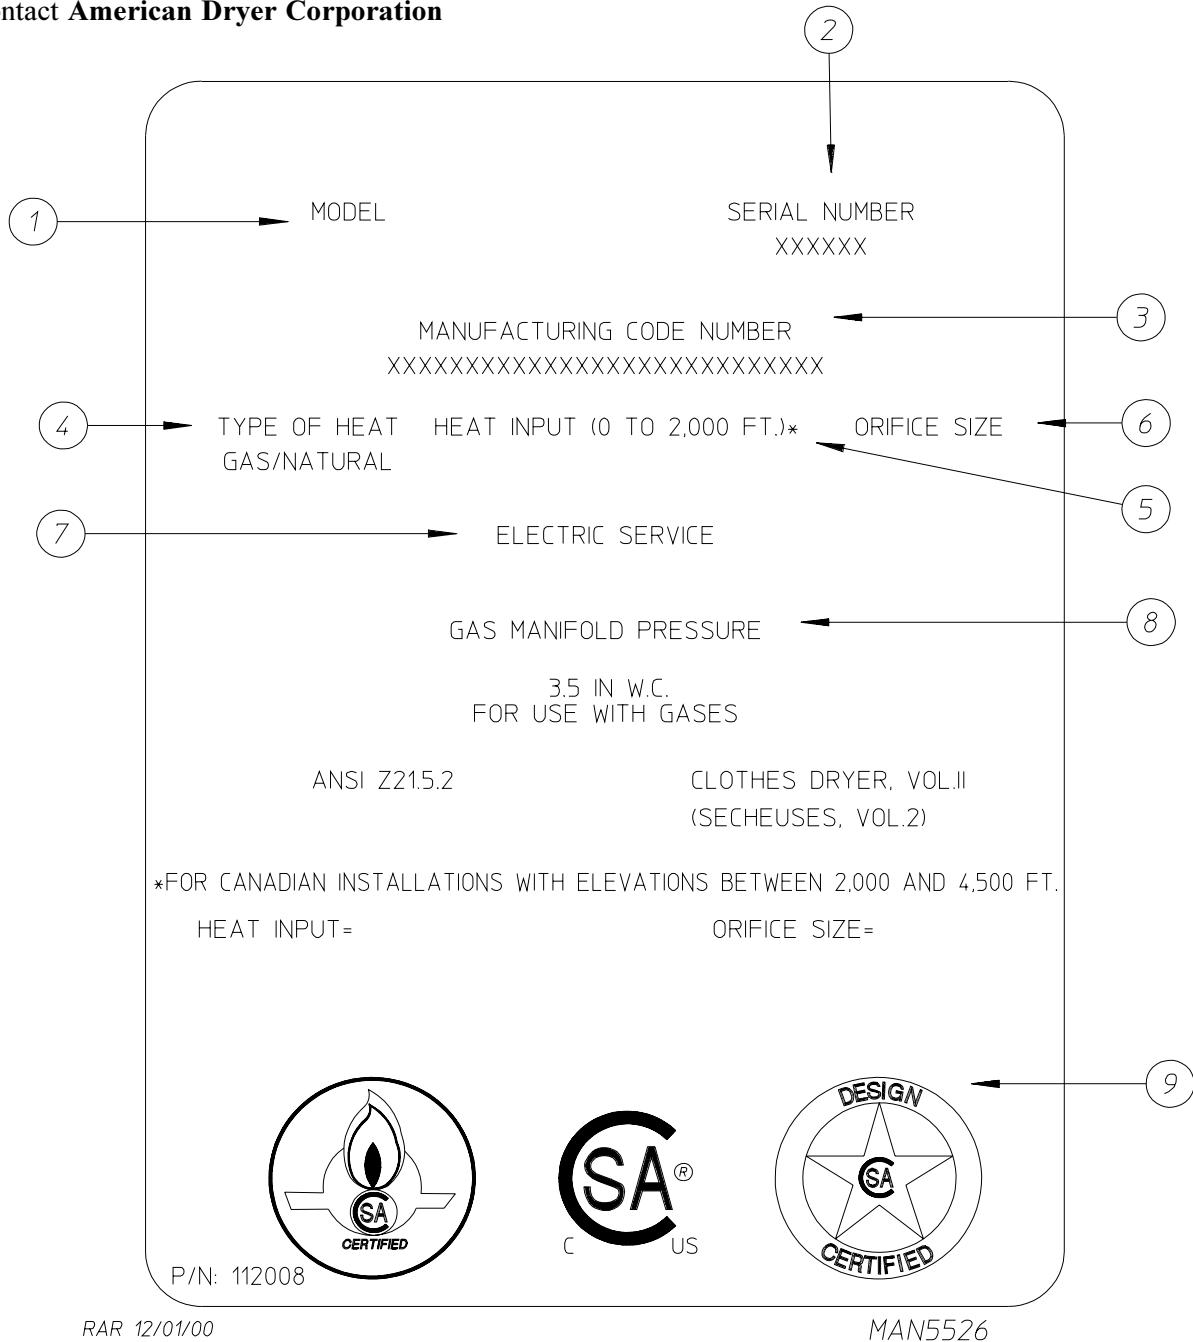 ntact American Dryer Corporation
2
1
MODEL
SERIAL NUMBER
XXXXXX
3
MANUFACTURING CODE NUMBER
XXXXXXXXXXXXXXXXXXXXXXXXXXXX
4
TYPE OF HEAT HEAT INPUT (0 TO 2,000 FT.)* ORIFICE SIZE
6
GAS/NATURAL
5
7
ELECTRIC SERVICE
GAS MANIFOLD PRESSURE
8
3.5 IN W.C.
FOR USE WITH GASES
ANSI Z21.5.2
CLOTHES DRYER, VOL.II
(SECHEUSES, VOL.2)
*FOR CANADIAN INSTALLATIONS WITH ELEVATIONS BETWEEN 2,000 AND 4,500 FT.
HEAT INPUT=
ORIFICE SIZE=
9
CSA
CERTIFIED
CSA ®
C US
DESIGN
CSA
CERTIFIED
P/N: 112008
RAR 12/01/00
MAN5526